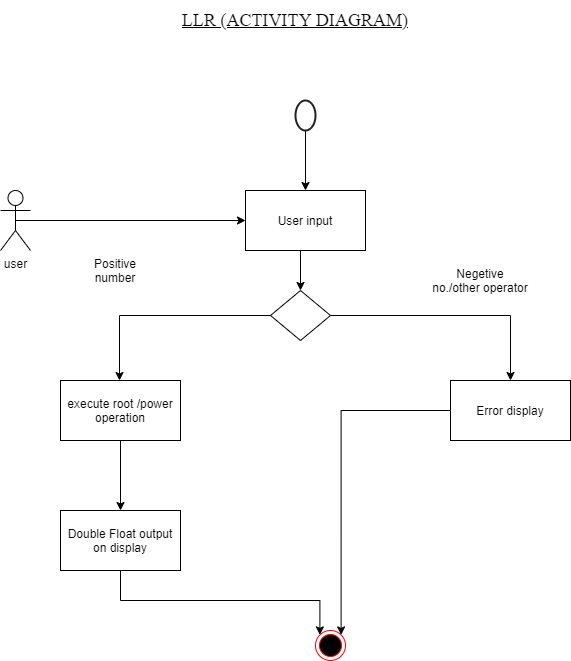 LLR (ACTIVITY DIAGRAM)
User input
user
Positive
number
Negetive
no./other operator
execute root /power
operation
Error display
Double Float output
on display